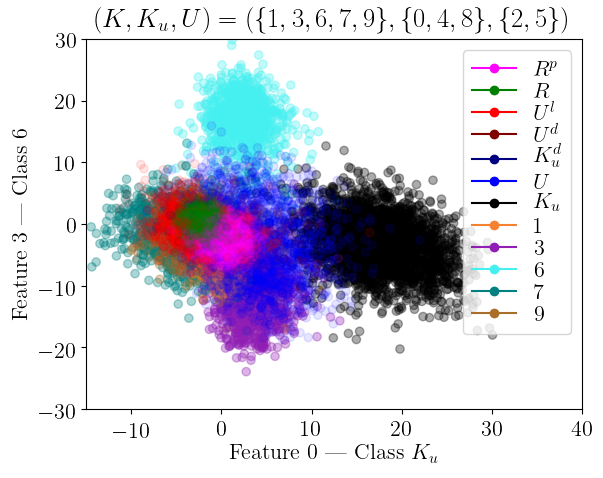 (K, K_u, U) = ({1, 3, 6, 7, 9}, {0, 4, 8}, {2, 5})
30
20
10
0
−10
−20
−30
Feature 3 — Class 6
−10
0
10
20
30
40
Feature 0 — Class K_u
R^p
R
U^l
U^d
K_u^d
U
K_u
1
3
6
7
9